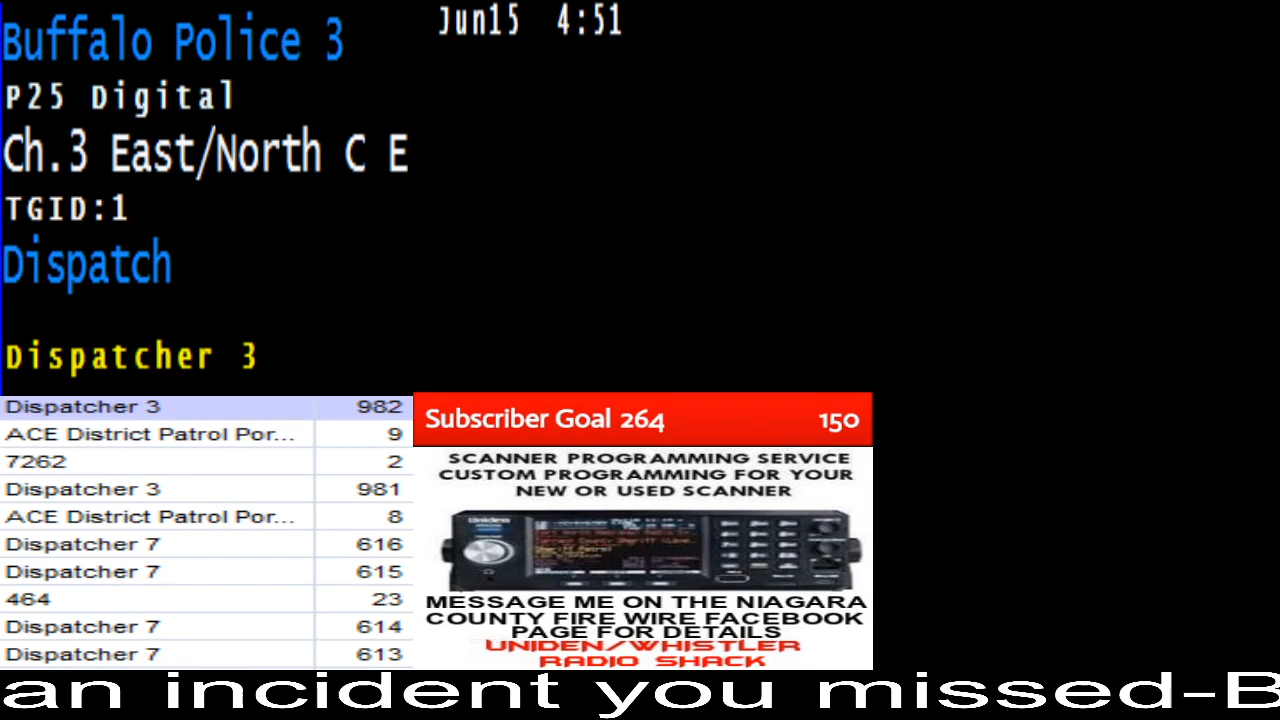 Buffalo Police 3
Jun15 4:51
P25 Digital
Ch.3 East/North C E
TGID:1
Dispatch
Dispatcher 3
Dispatcher 3 982
ACE District Patrol Por... 9
7262 2
Dispatcher 3 981
ACE District Patrol Por... 8
Dispatcher 7 616
Dispatcher 7 615
464 23
Dispatcher 7 614
Dispatcher 7 613
Subscriber Goal 264 150
SCANNER PROGRAMMING SERVICE
CUSTOM PROGRAMMING FOR YOUR
NEW OR USED SCANNER
Uniden
MESSAGE ME ON THE NIAGARA
COUNTY FIRE WIRE FACEBOOK
PAGE FOR DETAILS
UNIDEN/WHISTLER
RADIO SHACK
an incident you missed-B